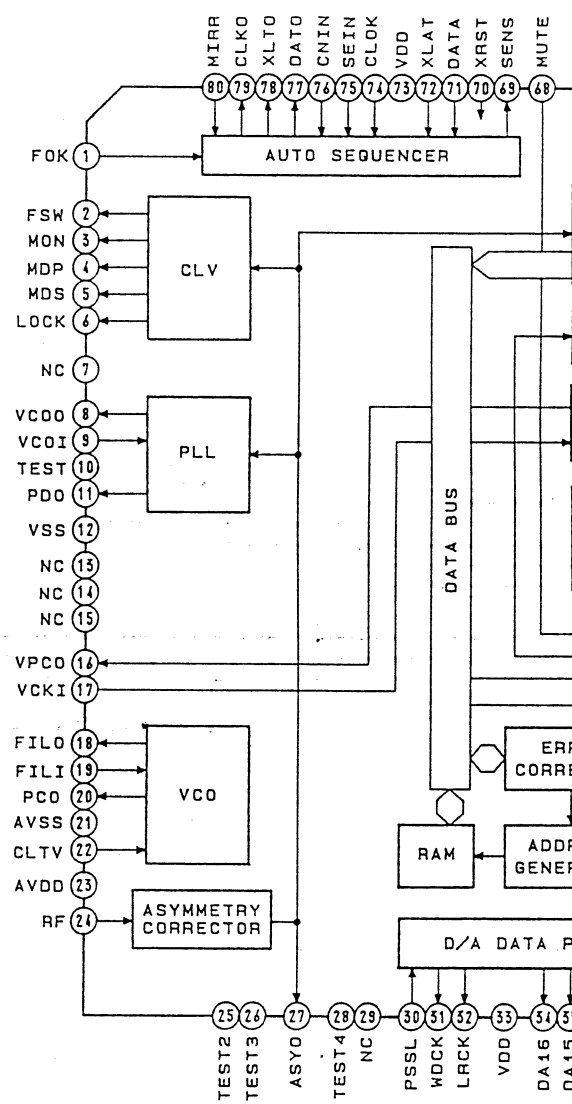 MIRR
CLKO
XLTO
DATO
CNIN
SEIN
CLOK
VDD
XLAT
DATA
XRST
SENS
MUTE
80
79
78
77
76
75
74
73
72
71
70
69
68
FOK 1
AUTO SEQUENCER
FSW 2
MON 3
MDP 4
MDS 5
LOCK 6
CLV
NC 7
VCOO 8
VCOI 9
TEST 10
PDO 11
PLL
VSS 12
NC 13
NC 14
NC 15
DATA BUS
VPCO 16
VCKI 17
FILO 18
FILI 19
PCO 20
AVSS 21
CLTV 22
VCO
AVDD 23
RF 24
ASYMMETRY
CORRECTOR
ERR
CORRE
RAM
ADDR
GENER
D/A DATA P
25
26
27
28
29
30
31
32
33
34
TEST2
TEST3
ASYO
TEST4
NC
PSSL
WDCK
LRCK
VDD
DA16
DA15